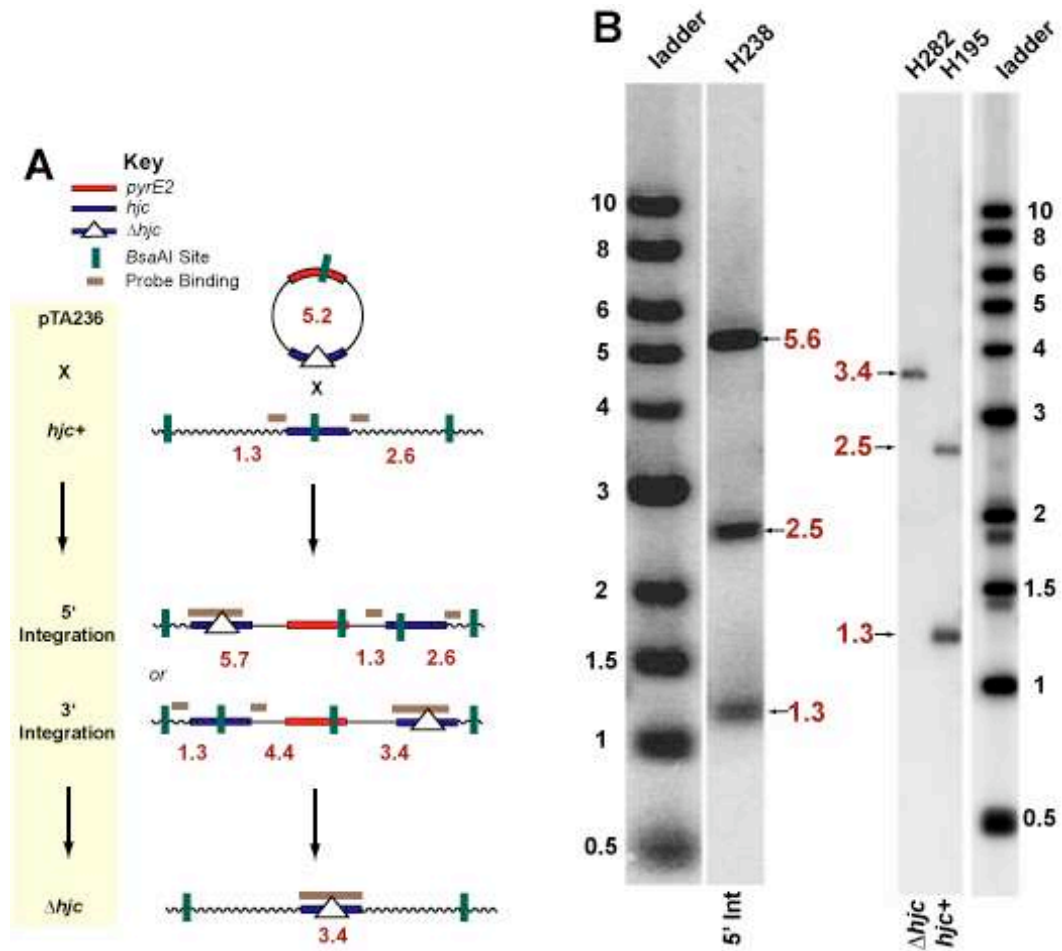 A
Key
pyrE2
hjc
Δhjc
BsaAI Site
Probe Binding
pTA236
5.2
X
X
hjc+
1.3
2.6
5'
Integration
5.7
1.3
2.6
or
3'
Integration
1.3
4.4
3.4
Δhjc
3.4
B
ladder
H238
10
8
6
5
4
3
2
1.5
1
0.5
5.6
2.5
1.3
5' Int
H282
H195
ladder
3.4
2.5
1.3
10
8
6
5
4
3
2
1.5
1
0.5
Δhjc
hjc+